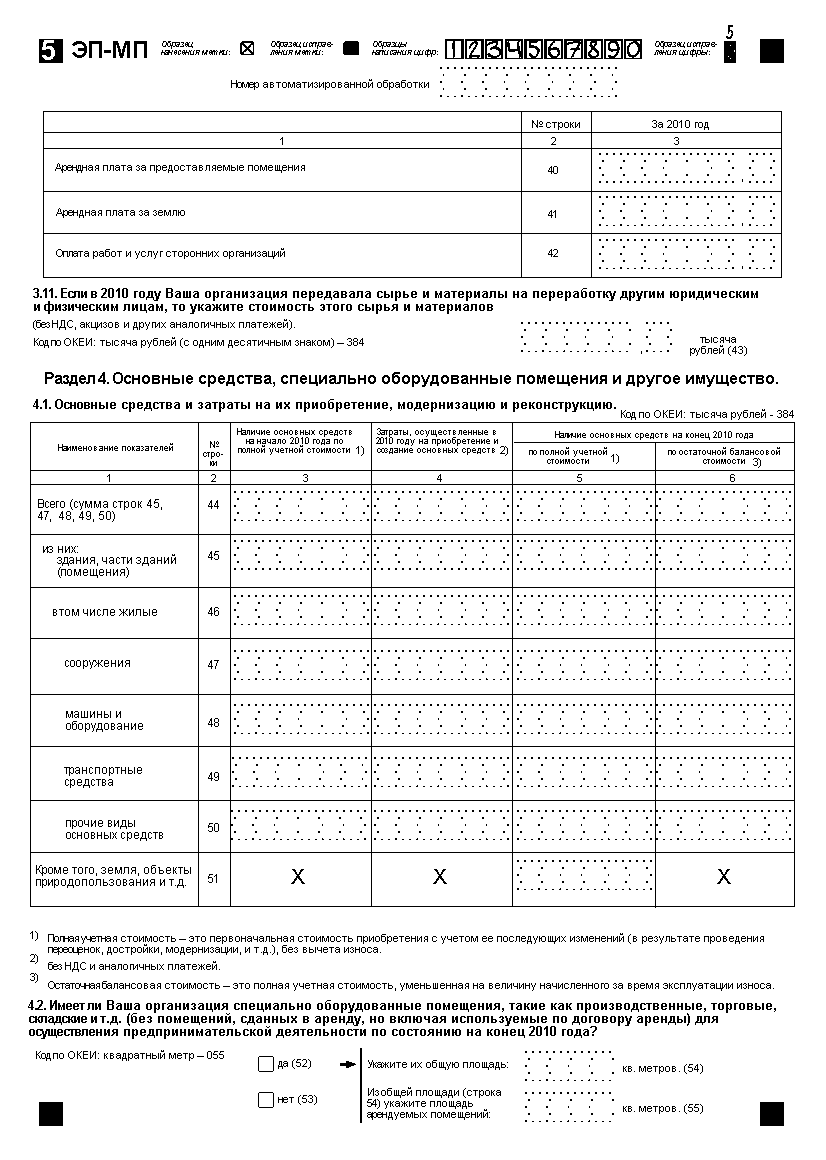 5 ЭП-МП Образец нанесения метки: X Образец исправления метки: Образцы написания цифр: 1 2 3 4 5 6 7 8 9 0 Образец исправления цифры: 5
Номер автоматизированной обработки
№ строки За 2010 год
1 2 3
Арендная плата за предоставляемые помещения 40
,
Арендная плата за землю 41
,
Оплата работ и услуг сторонних организаций 42
3.11. Если в 2010 году Ваша организация передавала сырье и материалы на переработку другим юридическим
и физическим лицам, то укажите стоимость этого сырья и материалов
(без НДС, акцизов и других аналогичных платежей).
Код по ОКЕИ: тысяча рублей (с одним десятичным знаком) – 384
, тысяча
рублей (43)
Раздел 4. Основные средства, специально оборудованные помещения и другое имущество.
4.1. Основные средства и затраты на их приобретение, модернизацию и реконструкцию.
Код по ОКЕИ: тысяча рублей - 384
Наименование показателей
№
стро-
ки
Наличие основных средств
на начало 2010 года по
полной учетной стоимости 1)
Затраты, осуществленные в
2010 году на приобретение и
создание основных средств 2)
Наличие основных средств на конец 2010 года
по полной учетной
стоимости 1)
по остаточной балансовой
стоимости 3)
1 2 3 4 5 6
Всего (сумма строк 45,
47, 48, 49, 50)
44
из них:
здания, части зданий
(помещения)
45
в том числе жилые 46
сооружения 47
машины и
оборудование
48
транспортные
средства
49
прочие виды
основных средств
50
Кроме того, земля, объекты
природопользования и т.д.
51 X X X
1) Полная учетная стоимость – это первоначальная стоимость приобретения с учетом ее последующих изменений (в результате проведения
переоценок, достройки, модернизации, и т.д.), без вычета износа.
2) без НДС и аналогичных платежей.
3) Остаточная балансовая стоимость – это полная учетная стоимость, уменьшенная на величину начисленного за время эксплуатации износа.
4.2. Имеет ли Ваша организация специально оборудованные помещения, такие как производственные, торговые,
складские и т.д. (без помещений, сданных в аренду, но включая используемые по договору аренды) для
осуществления предпринимательской деятельности по состоянию на конец 2010 года?
Код по ОКЕИ: квадратный метр – 055
да (52) Укажите их общую площадь: кв. метров. (54)
нет (53)
Из общей площади (строка
54) укажите площадь
арендуемых помещений:
кв. метров. (55)